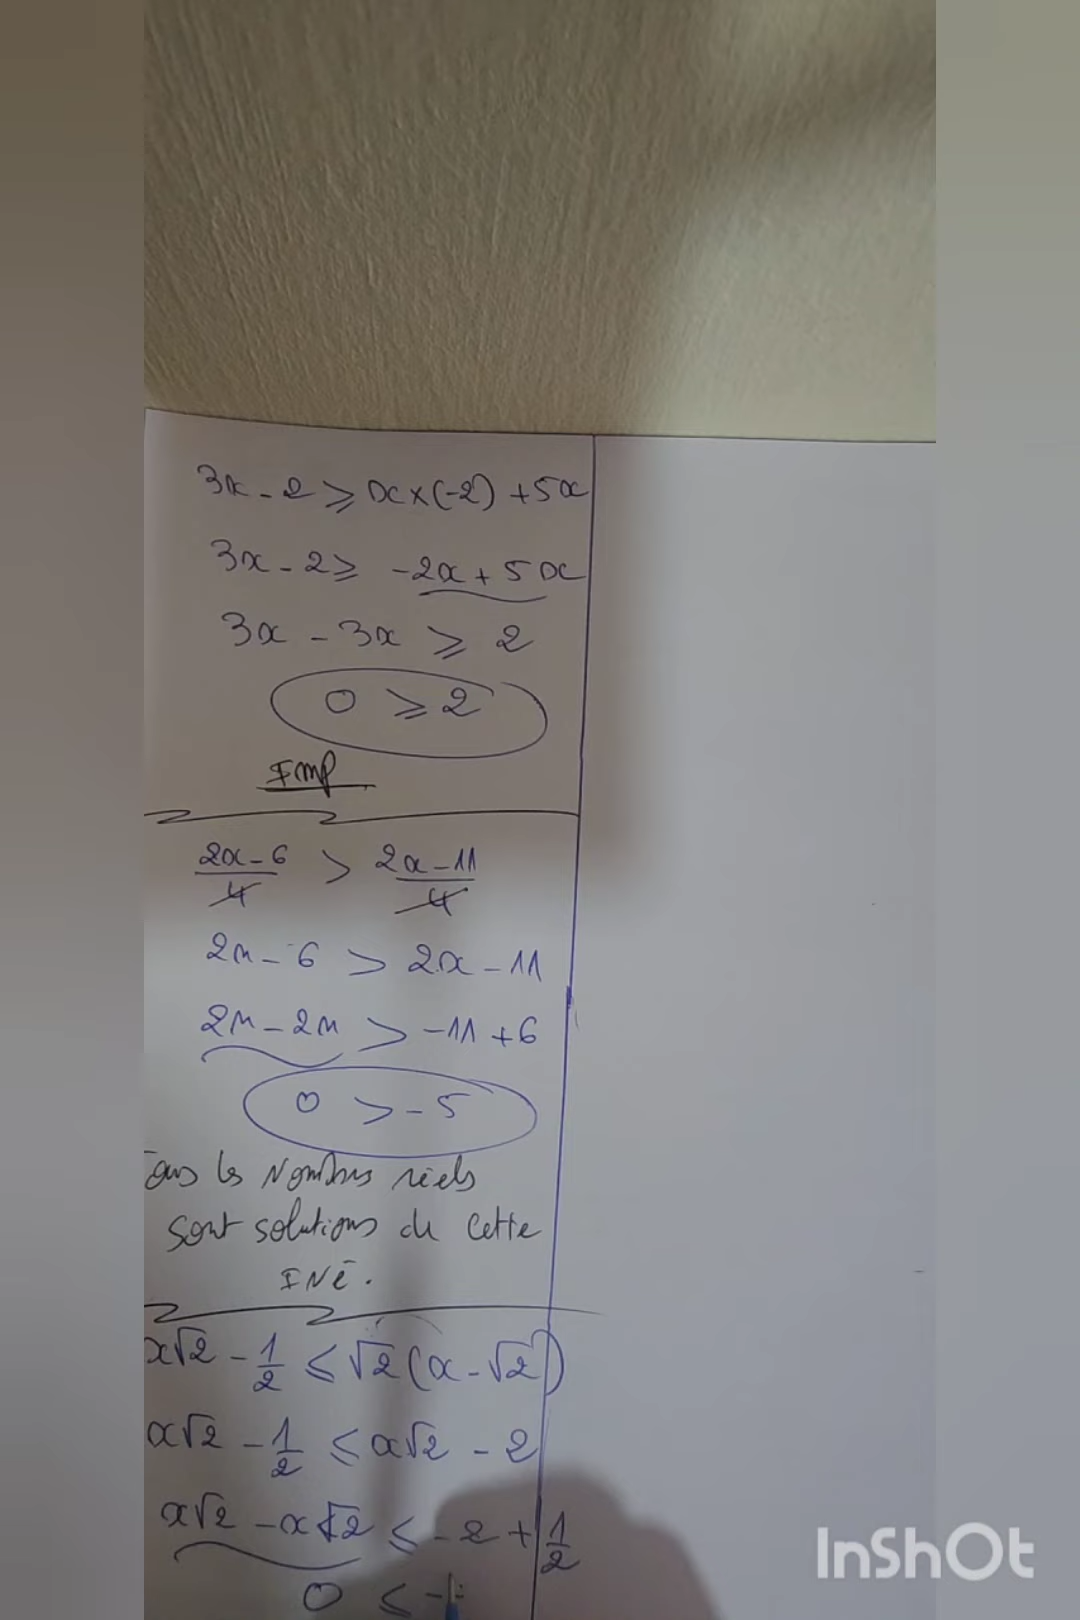 3x - 2 ≥ x×(-2) + 5x
3x - 2 ≥ -2x + 5x
3x - 3x ≥ 2
0 ≥ 2
Imp
(2x - 6)/4 > (2x - 11)/4
2x - 6 > 2x - 11
2x - 2x > -11 + 6
0 > -5
Tous les Nombres réels
sont solutions de cette
INÉ.
x√2 - 1/2 ≤ √2(x - √2)
x√2 - 1/2 ≤ x√2 - 2
x√2 - x√2 ≤ -2 + 1/2
0 ≤ -
InShOt